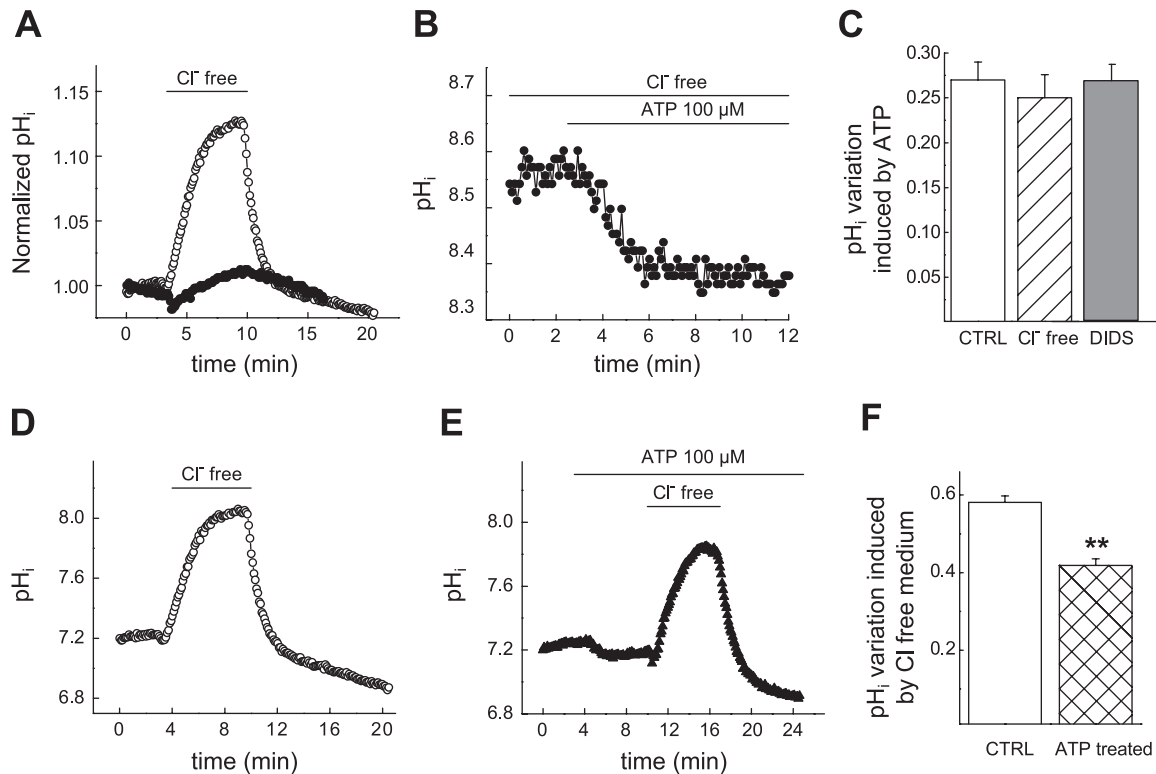 A
Cl⁻ free
Normalized pHi
1.15
1.10
1.05
1.00
0
5
10
15
20
time (min)
B
Cl⁻ free
ATP 100 µM
pHi
8.7
8.6
8.5
8.4
8.3
0
2
4
6
8
10
12
time (min)
C
pHi variation
induced by ATP
0.30
0.25
0.20
0.15
0.10
0.05
CTRL
Cl⁻ free
DIDS
D
Cl⁻ free
pHi
8.0
7.6
7.2
6.8
0
4
8
12
16
20
time (min)
E
ATP 100 µM
Cl⁻ free
pHi
8.0
7.6
7.2
6.8
0
4
8
12
16
20
24
time (min)
F
pHi variation induced
by Cl free medium
0.6
0.4
0.2
**
CTRL
ATP treated